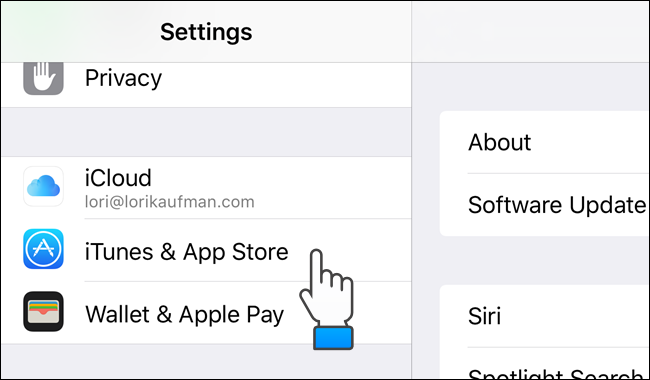 Settings
Privacy
iCloud
lori@lorikaufman.com
iTunes & App Store
Wallet & Apple Pay
About
Software Update
Siri
Spotlight Search